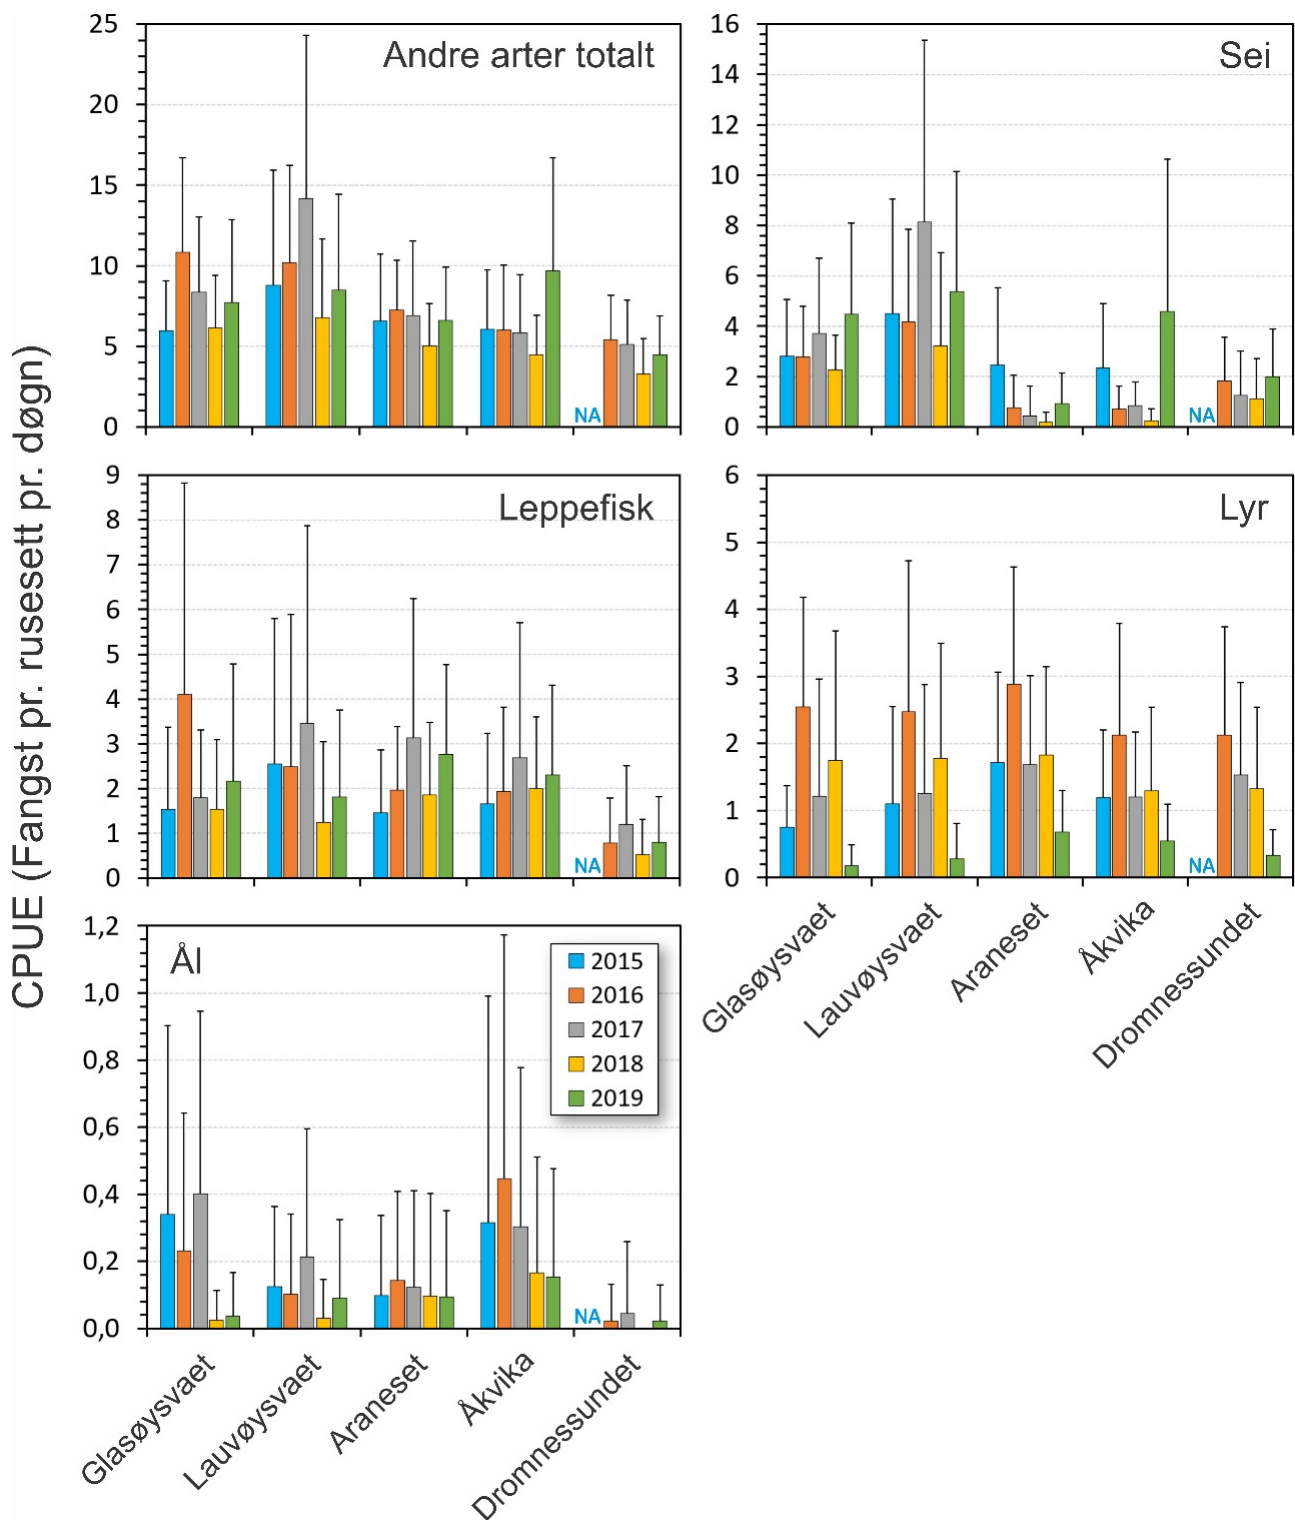 CPUE (Fangst pr. rusesett pr. døgn)
Andre arter totalt
25
20
15
10
5
0
NA
Sei
16
14
12
10
8
6
4
2
0
NA
Leppefisk
9
8
7
6
5
4
3
2
1
0
NA
Lyr
6
5
4
3
2
1
0
NA
Glasøysvaet
Lauvøysvaet
Araneset
Åkvika
Dromnessundet
Ål
1,2
1,0
0,8
0,6
0,4
0,2
0,0
NA
2015
2016
2017
2018
2019
Glasøysvaet
Lauvøysvaet
Araneset
Åkvika
Dromnessundet